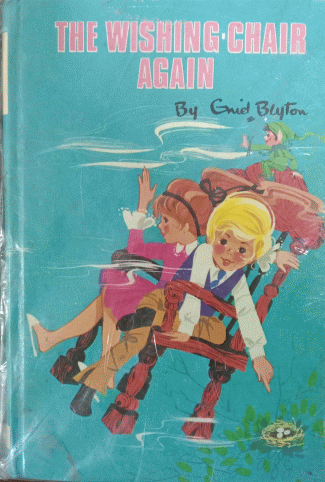 THE WISHING-CHAIR
AGAIN
By Enid Blyton